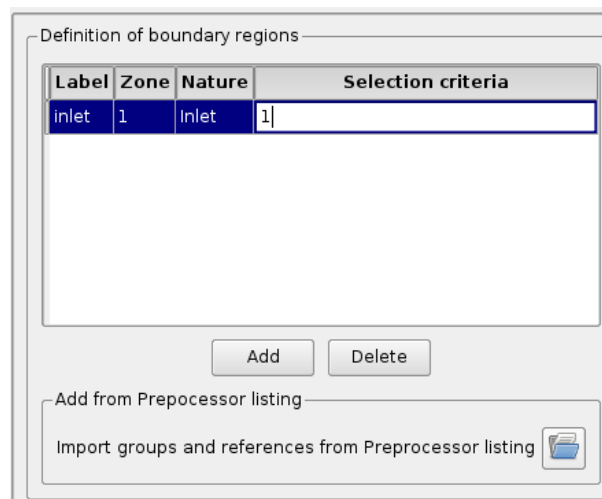 Definition of boundary regions
Label Zone Nature Selection criteria
inlet 1 Inlet 1
Add Delete
Add from Prepocessor listing
Import groups and references from Preprocessor listing